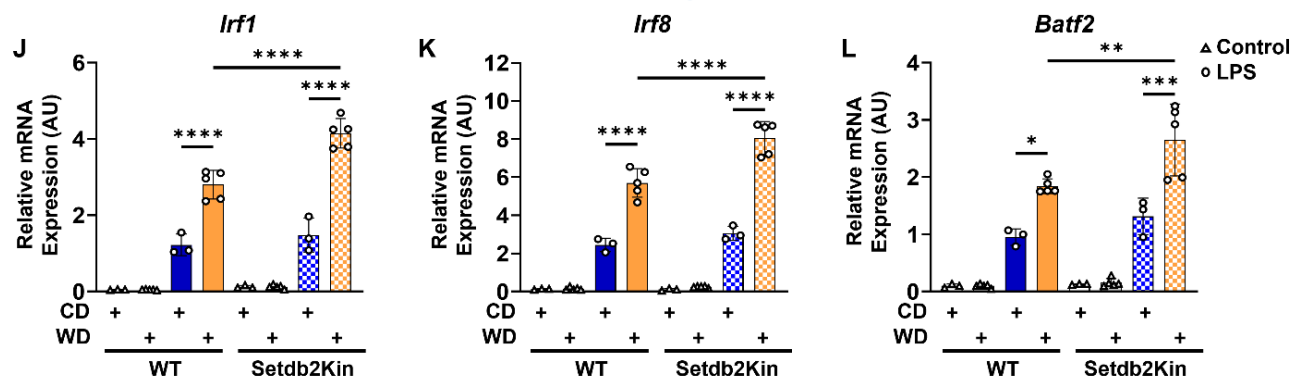 J
Irf1
Relative mRNA
Expression (AU)
6
4
2
0
****
****
****
CD + + + +
WD + + + +
WT Setdb2Kin
K
Irf8
Relative mRNA
Expression (AU)
12
10
8
6
4
2
0
****
****
****
+ + + +
+ + + +
WT Setdb2Kin
L
Batf2
Relative mRNA
Expression (AU)
4
3
2
1
0
**
***
*
CD + + + +
WD + + + +
WT Setdb2Kin
Control
LPS